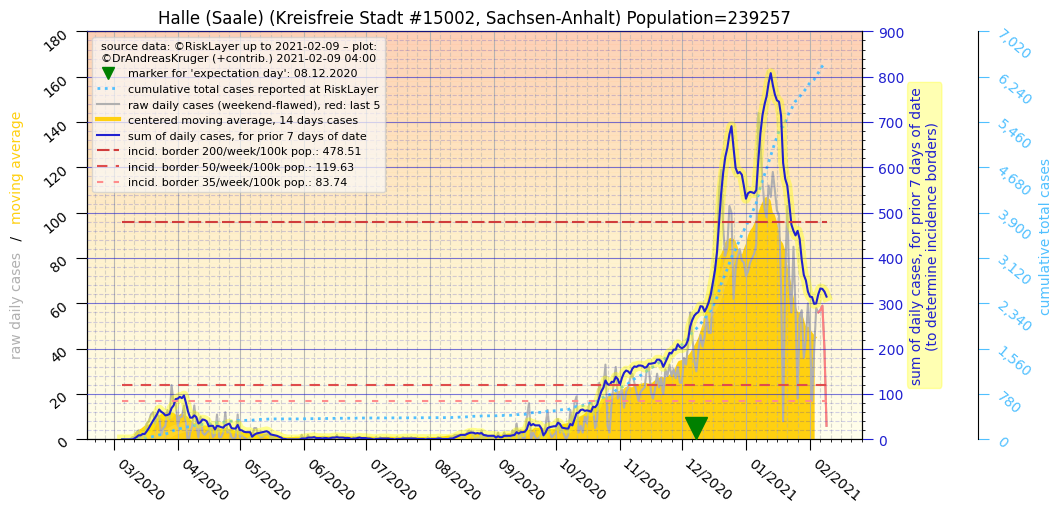 Halle (Saale) (Kreisfreie Stadt #15002, Sachsen-Anhalt) Population=239257
source data: ©RiskLayer up to 2021-02-09 – plot:
©DrAndreasKruger (+contrib.) 2021-02-09 04:00
marker for 'expectation day': 08.12.2020
cumulative total cases reported at RiskLayer
raw daily cases (weekend-flawed), red: last 5
centered moving average, 14 days cases
sum of daily cases, for prior 7 days of date
incid. border 200/week/100k pop.: 478.51
incid. border 50/week/100k pop.: 119.63
incid. border 35/week/100k pop.: 83.74
raw daily cases / moving average
180
160
140
120
100
80
60
40
20
0
03/2020
04/2020
05/2020
06/2020
07/2020
08/2020
09/2020
10/2020
11/2020
12/2020
01/2021
02/2021
900
800
700
600
500
400
300
200
100
0
sum of daily cases, for prior 7 days of date
(to determine incidence borders)
7,020
6,240
5,460
4,680
3,900
3,120
2,340
1,560
780
0
cumulative total cases